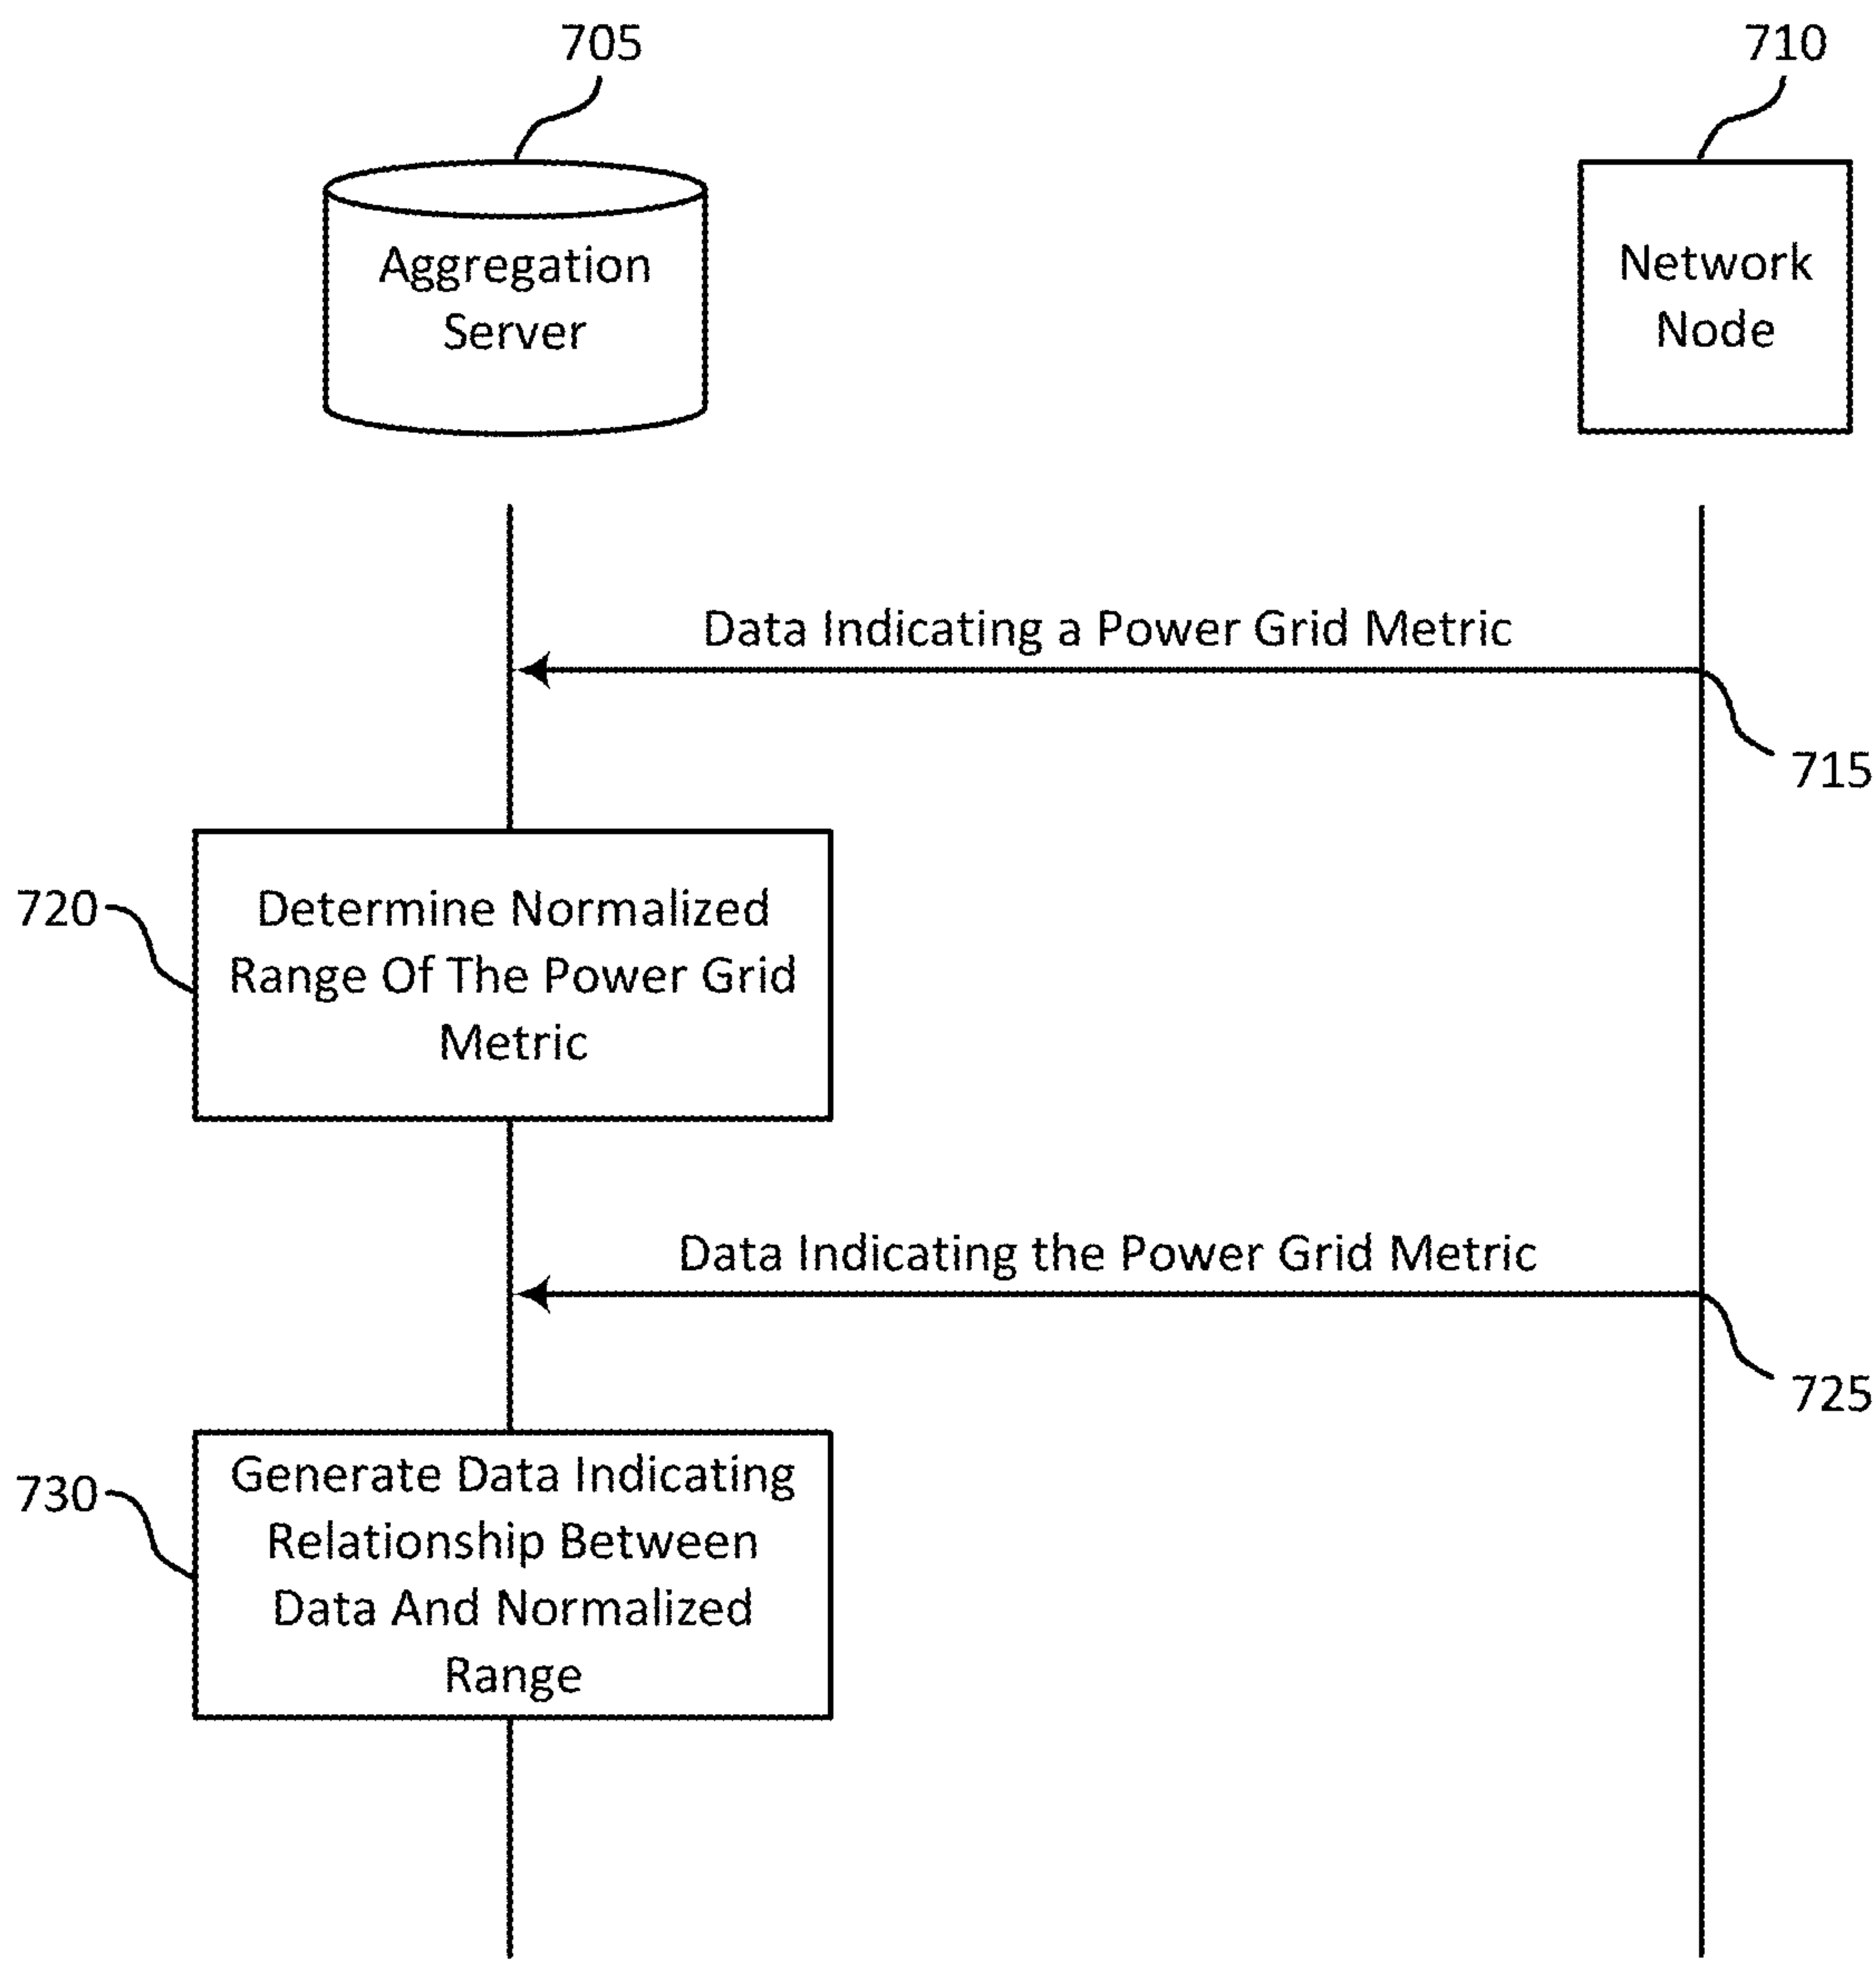 705
710
Aggregation
Server
Network
Node
Data Indicating a Power Grid Metric
715
720
Determine Normalized
Range Of The Power Grid
Metric
Data Indicating the Power Grid Metric
725
730
Generate Data Indicating
Relationship Between
Data And Normalized
Range